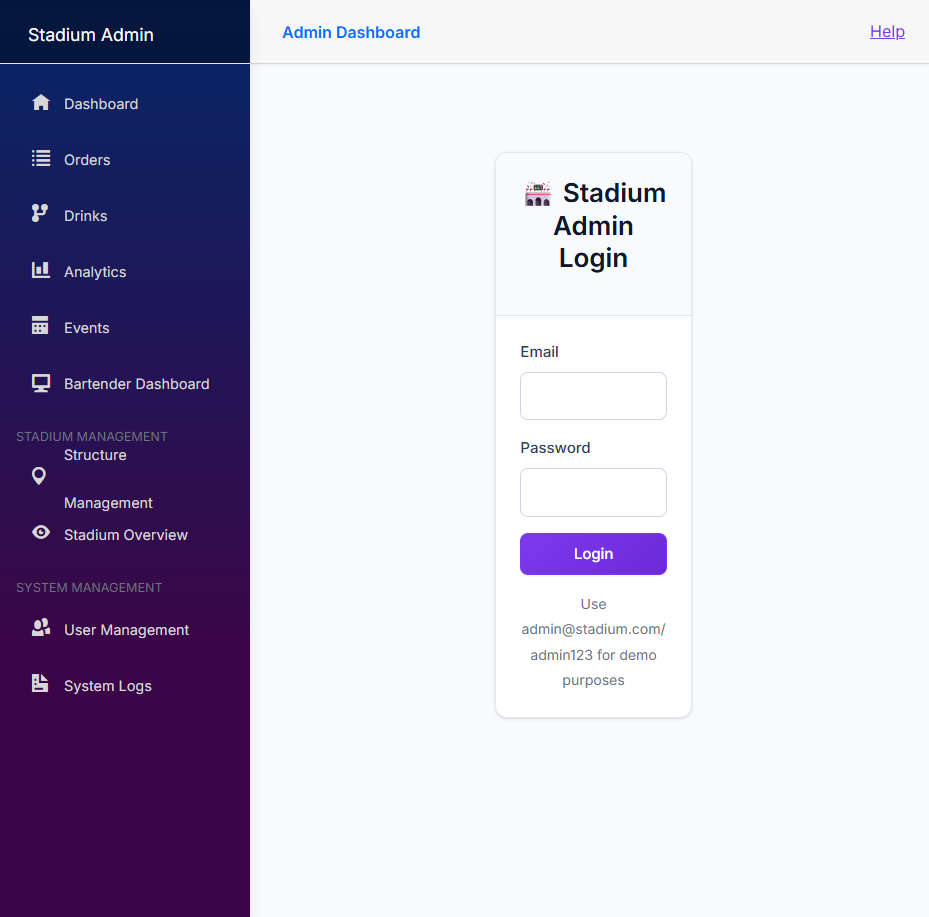 Stadium Admin
Admin Dashboard
Help
Dashboard
Orders
Drinks
Analytics
Events
Bartender Dashboard
STADIUM MANAGEMENT
Structure
Management
Stadium Overview
SYSTEM MANAGEMENT
User Management
System Logs
Stadium
Admin
Login
Email
Password
Login
Use
admin@stadium.com/
admin123 for demo
purposes